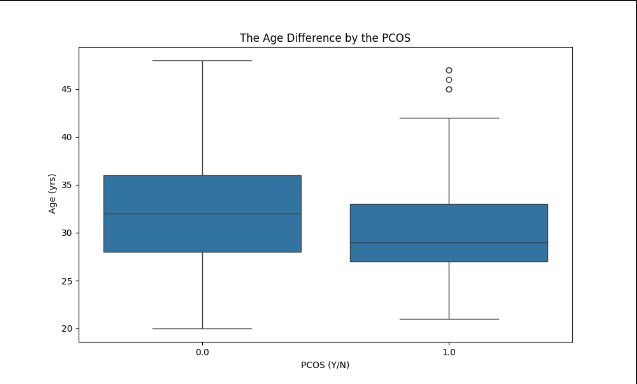 The Age Difference by the PCOS
Age (yrs)
45
40
35
30
25
20
0.0 1.0
PCOS (Y/N)